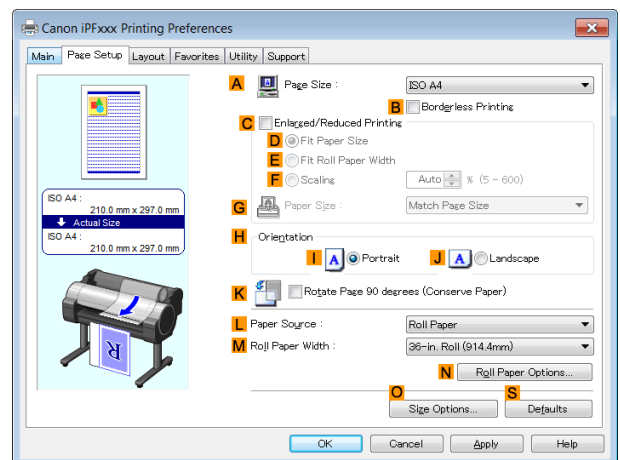 Canon iPFxxx Printing Preferences
Main Page Setup Layout Favorites Utility Support
A Page Size : ISO A4
B Borderless Printing
C Enlarged/Reduced Printing
D Fit Paper Size
E Fit Roll Paper Width
F Scaling Auto % (5 - 600)
ISO A4 :
210.0 mm x 297.0 mm
Actual Size
ISO A4 :
210.0 mm x 297.0 mm
G Paper Size : Match Page Size
H Orientation
I A Portrait J A Landscape
K Rotate Page 90 degrees (Conserve Paper)
L Paper Source : Roll Paper
M Roll Paper Width : 36-in. Roll (914.4mm)
N Roll Paper Options...
O S
Size Options... Defaults
OK Cancel Apply Help